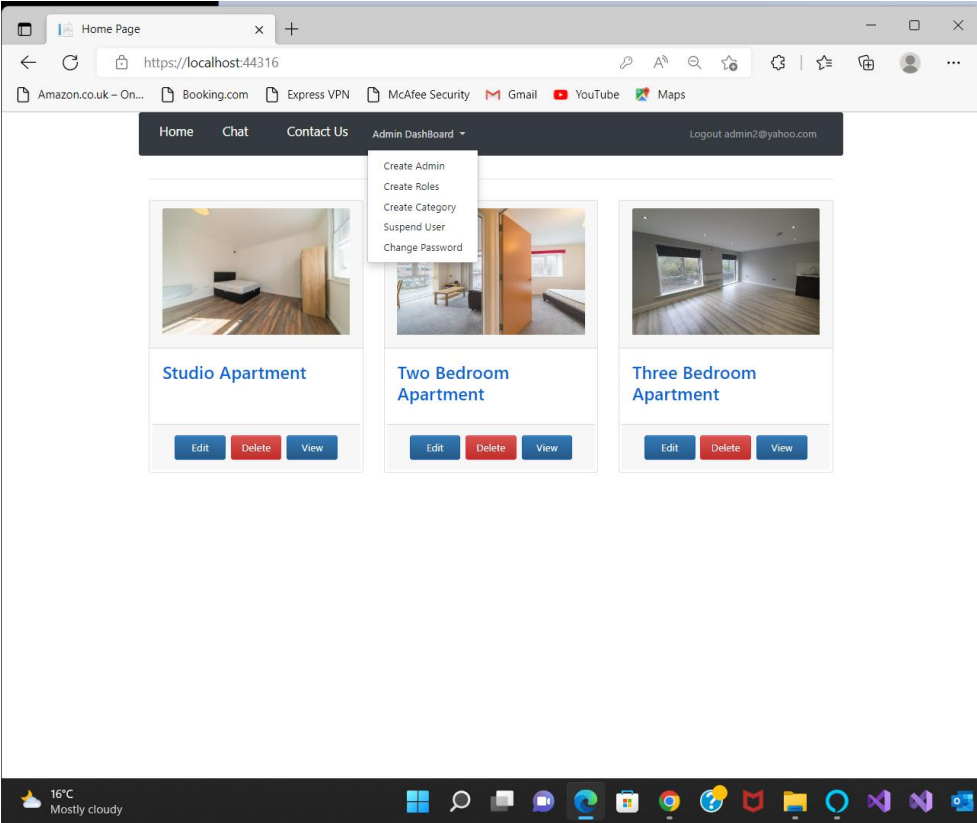 Home Page
https://localhost:44316
Amazon.co.uk – On... Booking.com Express VPN McAfee Security Gmail YouTube Maps
Home Chat Contact Us Admin DashBoard Logout admin2@yahoo.com
Create Admin
Create Roles
Create Category
Suspend User
Change Password
Studio Apartment
Two Bedroom
Apartment
Three Bedroom
Apartment
Edit Delete View Edit Delete View Edit Delete View
16°C
Mostly cloudy